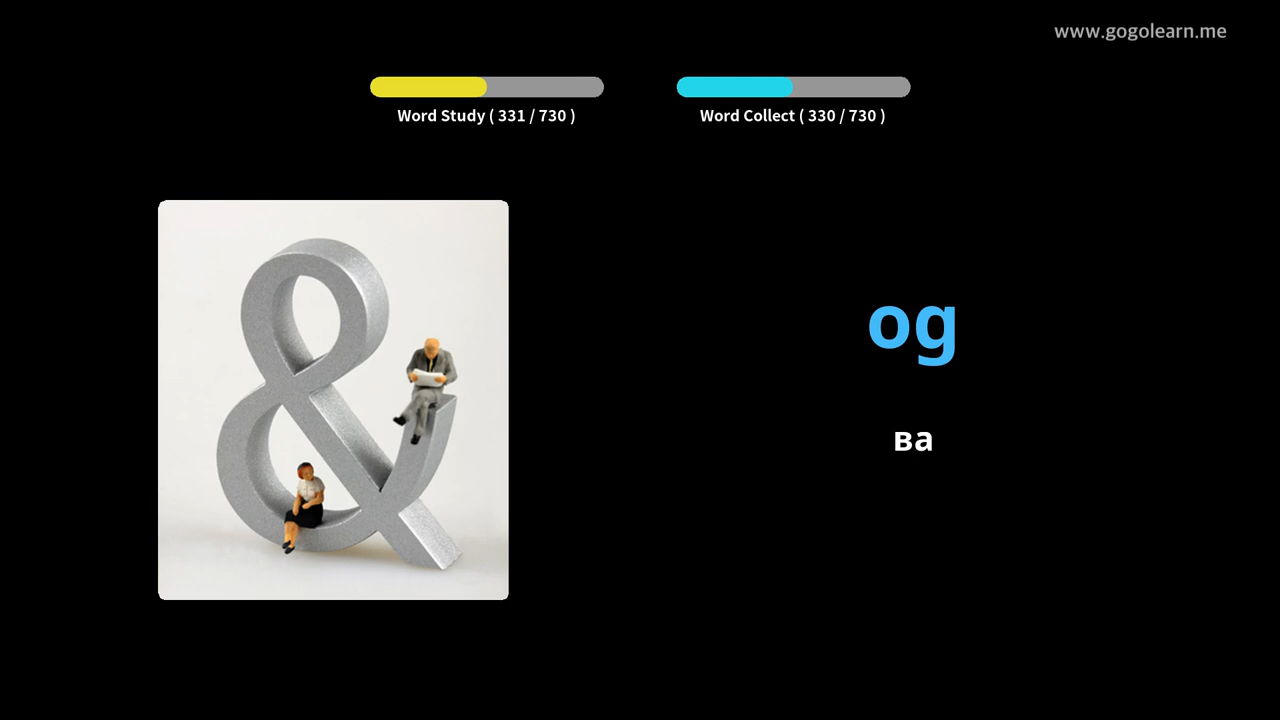 www.gogolearn.me
Word Study ( 331 / 730 )
Word Collect ( 330 / 730 )
&
og
ва